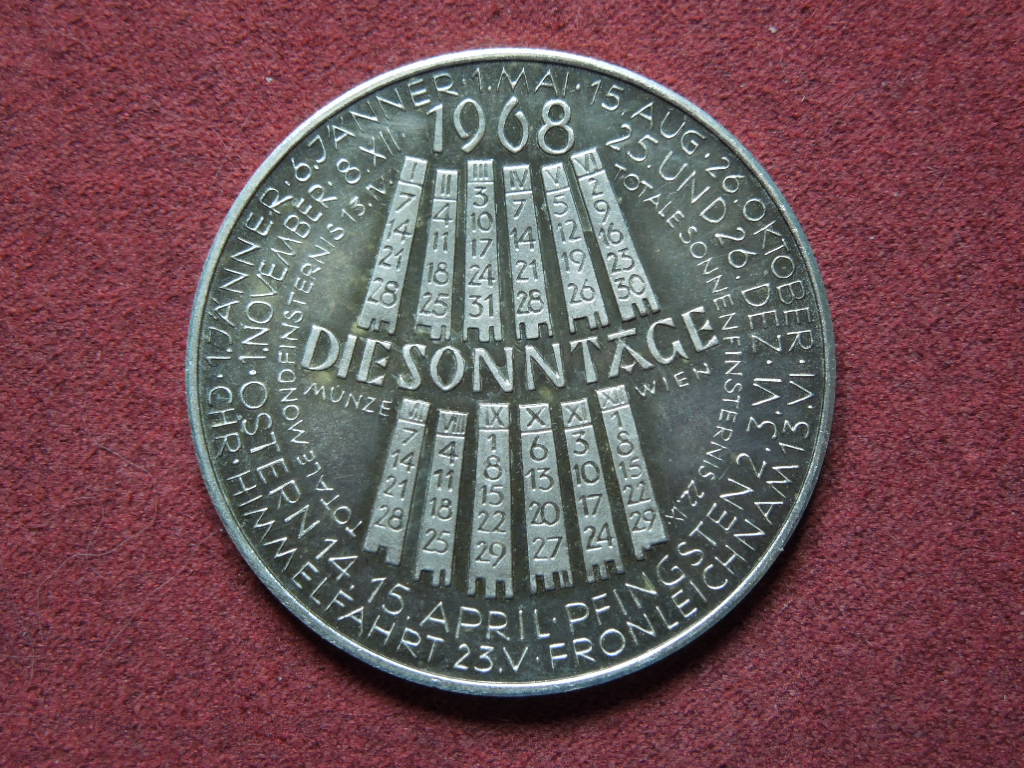 1.JÄNNER·6.JÄNNER·1.MAI·15.AUG·26.OKTOBER·1.VI.
CHR·HIMMELFAHRT 23.V·FRONLEICHNAM 13.VI.
SO·1NOVEMBER·8.XII·
25.UND 26.DEZ·
OSTERN 14. 15. APRIL·PFINGSTEN 2. 3.VI·
TOTALE MONDFINSTERNIS 13.IV.
TOTALE SONNENFINSTERNIS 22.IX.
1968
I II III IV V VI
7 4 3 7 5 2
14 11 10 14 12 9
21 18 17 21 19 16
28 25 24 28 26 23
31 30
DIE SONNTAGE
MÜNZE WIEN
VII VIII IX X XI XII
7 4 1 6 3 1
14 11 8 13 10 8
21 18 15 20 17 15
28 25 22 27 24 22
29 29